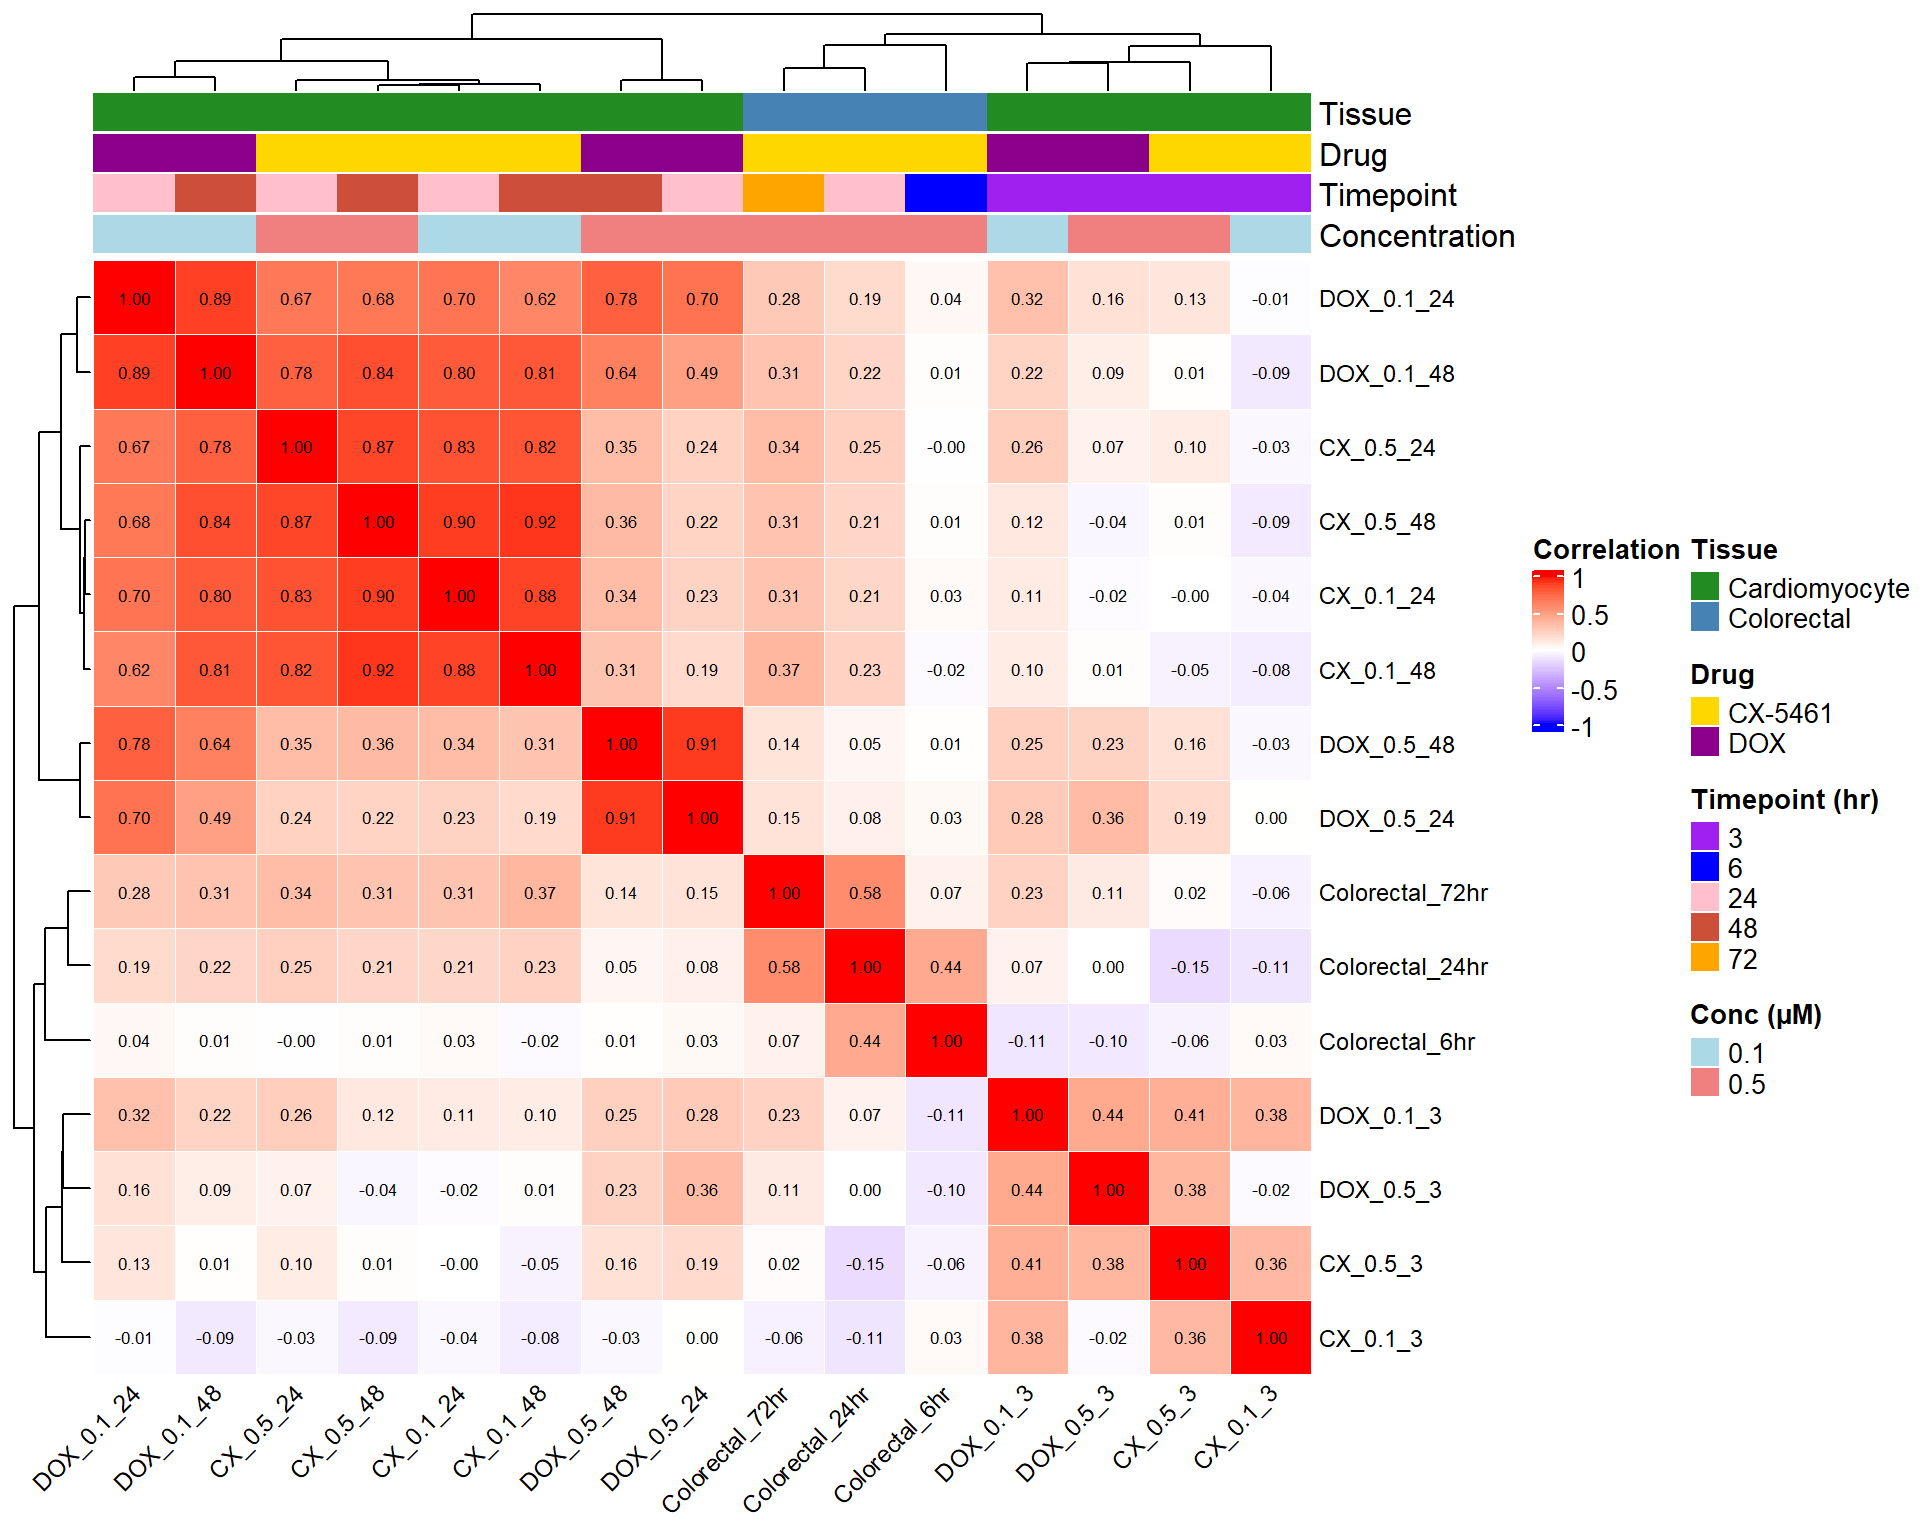 Tissue
Drug
Timepoint
Concentration
1.00 0.89 0.67 0.68 0.70 0.62 0.78 0.70 0.28 0.19 0.04 0.32 0.16 0.13 -0.01 DOX_0.1_24
0.89 1.00 0.78 0.84 0.80 0.81 0.64 0.49 0.31 0.22 0.01 0.22 0.09 0.01 -0.09 DOX_0.1_48
0.67 0.78 1.00 0.87 0.83 0.82 0.35 0.24 0.34 0.25 -0.00 0.26 0.07 0.10 -0.03 CX_0.5_24
0.68 0.84 0.87 1.00 0.90 0.92 0.36 0.22 0.31 0.21 0.01 0.12 -0.04 0.01 -0.09 CX_0.5_48
0.70 0.80 0.83 0.90 1.00 0.88 0.34 0.23 0.31 0.21 0.03 0.11 -0.02 -0.00 -0.04 CX_0.1_24
0.62 0.81 0.82 0.92 0.88 1.00 0.31 0.19 0.37 0.23 -0.02 0.10 0.01 -0.05 -0.08 CX_0.1_48
0.78 0.64 0.35 0.36 0.34 0.31 1.00 0.91 0.14 0.05 0.01 0.25 0.23 0.16 -0.03 DOX_0.5_48
0.70 0.49 0.24 0.22 0.23 0.19 0.91 1.00 0.15 0.08 0.03 0.28 0.36 0.19 0.00 DOX_0.5_24
0.28 0.31 0.34 0.31 0.31 0.37 0.14 0.15 1.00 0.58 0.07 0.23 0.11 0.02 -0.06 Colorectal_72hr
0.19 0.22 0.25 0.21 0.21 0.23 0.05 0.08 0.58 1.00 0.44 0.07 0.00 -0.15 -0.11 Colorectal_24hr
0.04 0.01 -0.00 0.01 0.03 -0.02 0.01 0.03 0.07 0.44 1.00 -0.11 -0.10 -0.06 0.03 Colorectal_6hr
0.32 0.22 0.26 0.12 0.11 0.10 0.25 0.28 0.23 0.07 -0.11 1.00 0.44 0.41 0.38 DOX_0.1_3
0.16 0.09 0.07 -0.04 -0.02 0.01 0.23 0.36 0.11 0.00 -0.10 0.44 1.00 0.38 -0.02 DOX_0.5_3
0.13 0.01 0.10 0.01 -0.00 -0.05 0.16 0.19 0.02 -0.15 -0.06 0.41 0.38 1.00 0.36 CX_0.5_3
-0.01 -0.09 -0.03 -0.09 -0.04 -0.08 -0.03 0.00 -0.06 -0.11 0.03 0.38 -0.02 0.36 1.00 CX_0.1_3
DOX_0.1_24 DOX_0.1_48 CX_0.5_24 CX_0.5_48 CX_0.1_24 CX_0.1_48 DOX_0.5_48 DOX_0.5_24 Colorectal_72hr Colorectal_24hr Colorectal_6hr DOX_0.1_3 DOX_0.5_3 CX_0.5_3 CX_0.1_3
Correlation
1
0.5
0
-0.5
-1
Tissue
Cardiomyocyte
Colorectal
Drug
CX-5461
DOX
Timepoint (hr)
3
6
24
48
72
Conc (µM)
0.1
0.5